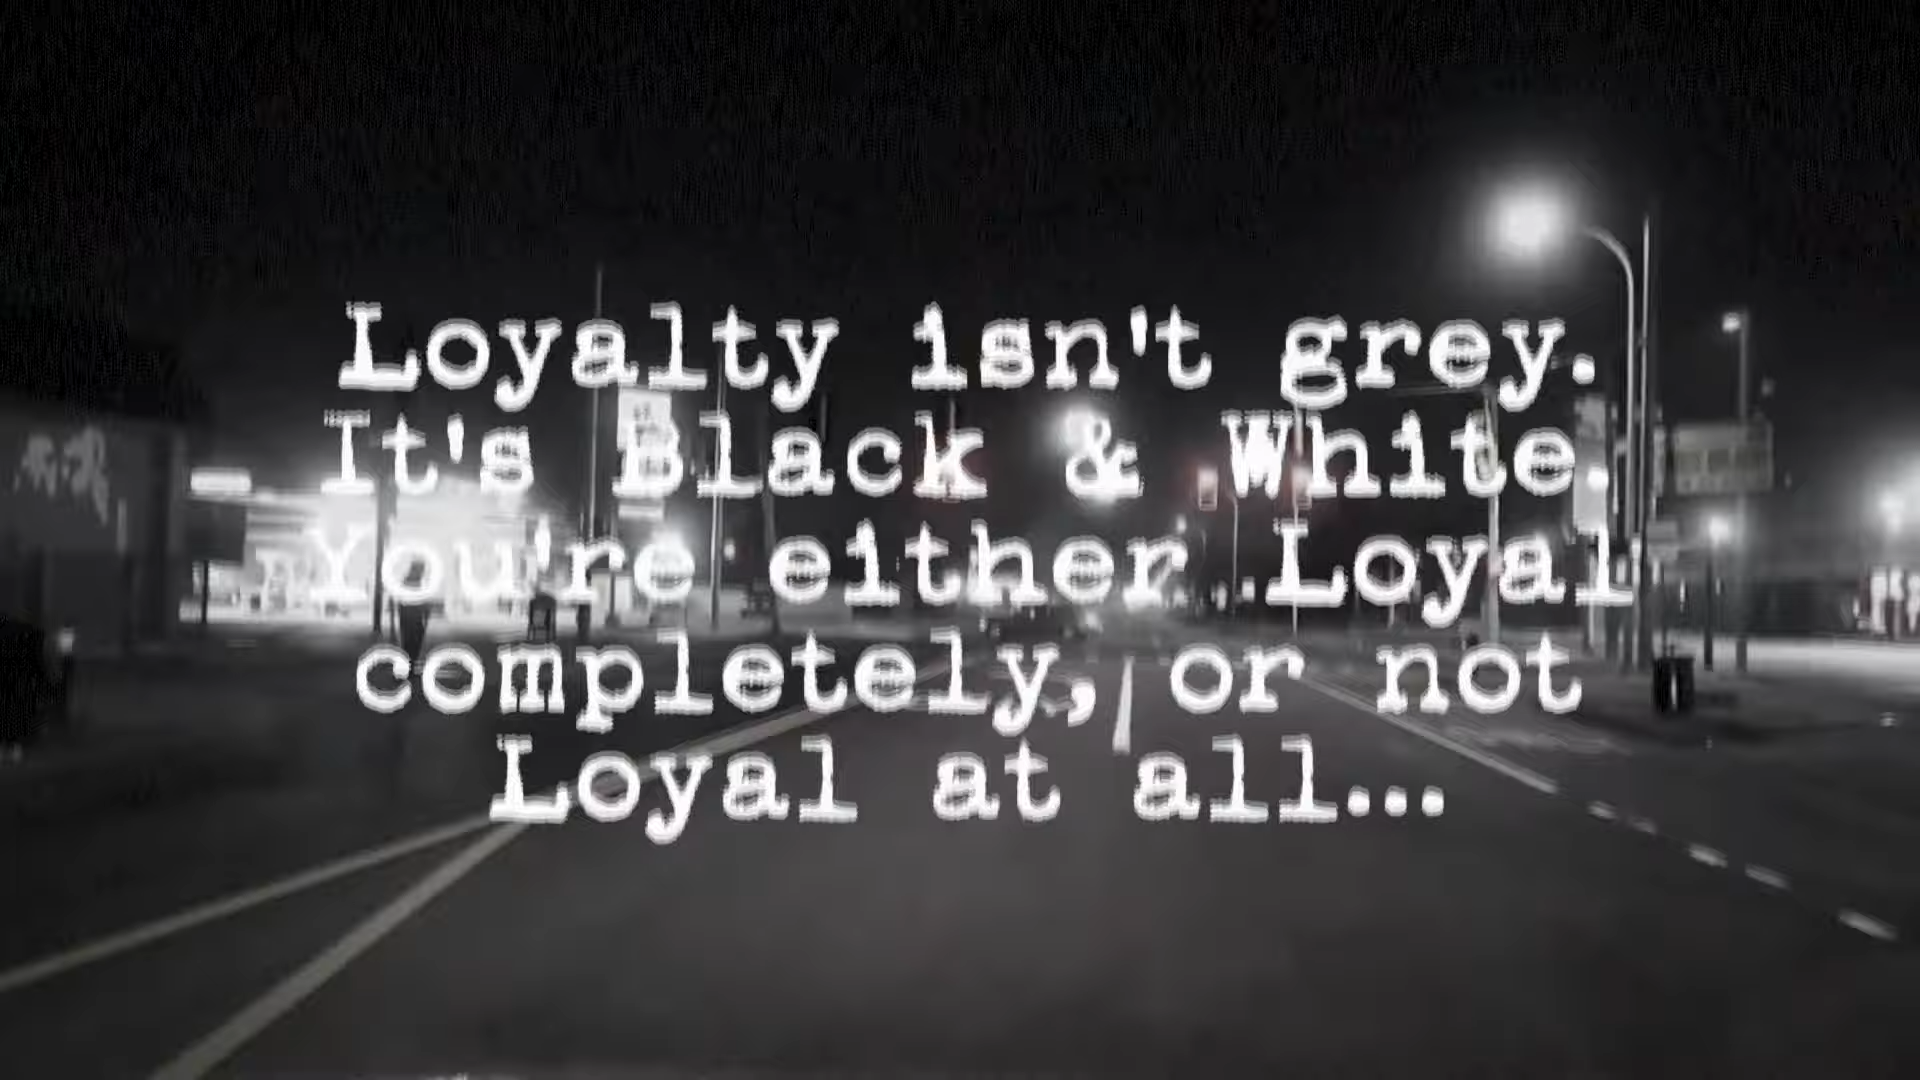 Loyalty isn't grey.
It's Black & White.
You're either Loyal
completely, or not
Loyal at all...